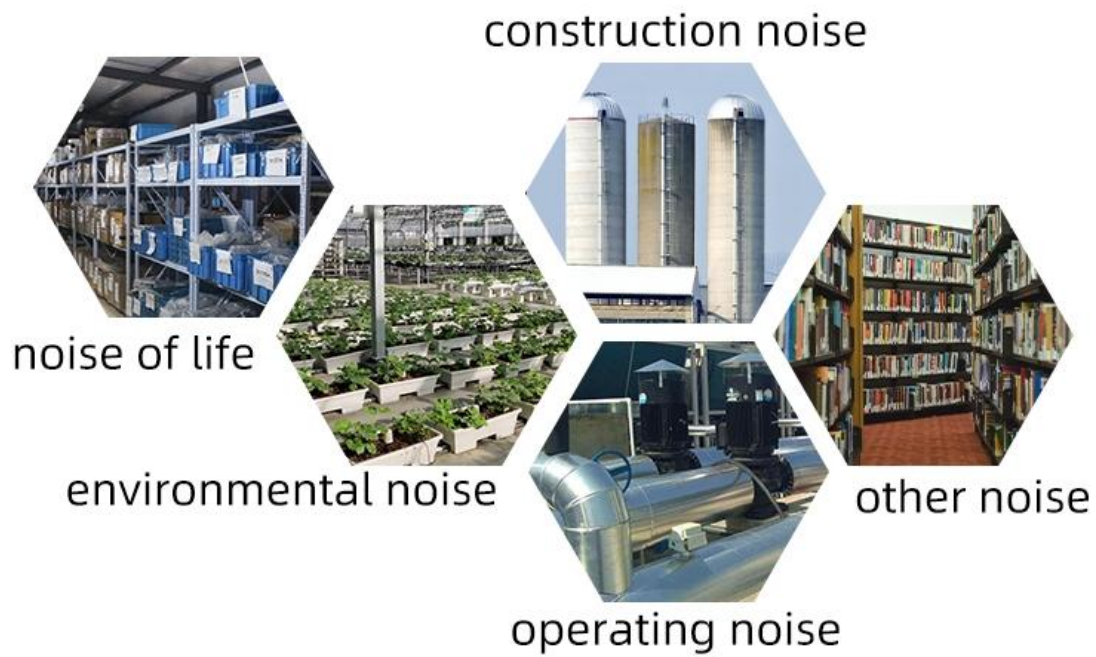 construction noise
noise of life
environmental noise
other noise
operating noise